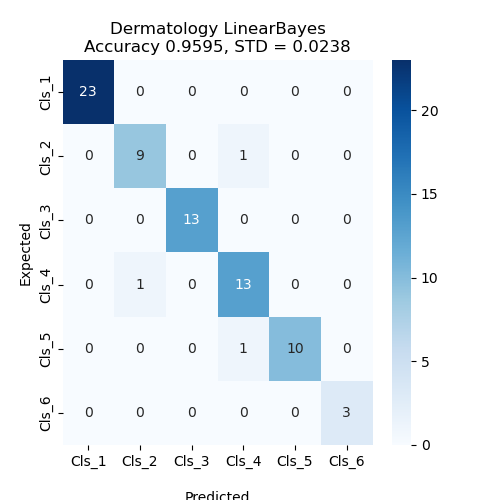 Dermatology LinearBayes
Accuracy 0.9595, STD = 0.0238
Expected
Cls_1 23 0 0 0 0 0
Cls_2 0 9 0 1 0 0
Cls_3 0 0 13 0 0 0
Cls_4 0 1 0 13 0 0
Cls_5 0 0 0 1 10 0
Cls_6 0 0 0 0 0 3
Cls_1 Cls_2 Cls_3 Cls_4 Cls_5 Cls_6
Predicted
20
15
10
5
0